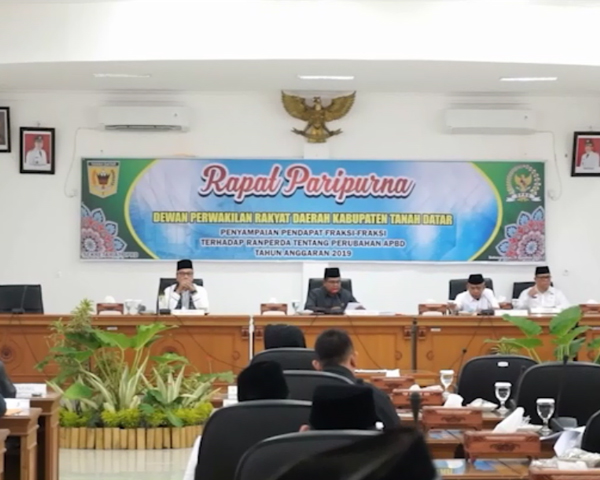 Rapat Paripurna
DEWAN PERWAKILAN RAKYAT DAERAH KABUPATEN TANAH DATAR
PENYAMPAIAN PENDAPAT FRAKSI-FRAKSI
TERHADAP RANPERDA TENTANG PERUBAHAN APBD
TAHUN ANGGARAN 2019